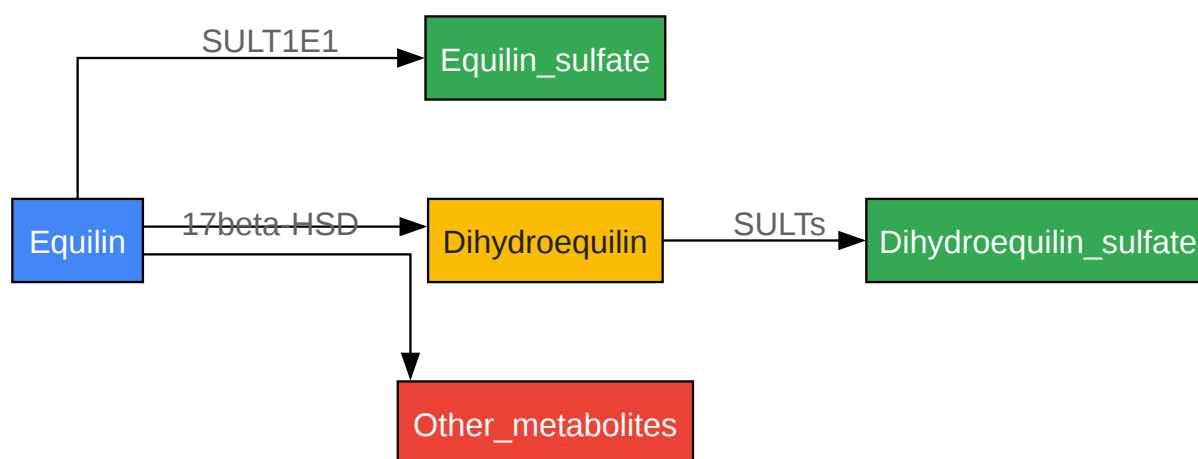 SULT1E1
Equilin_sulfate
Equilin
17beta-HSD
Dihydroequilin
SULTs
Dihydroequilin_sulfate
Other_metabolites